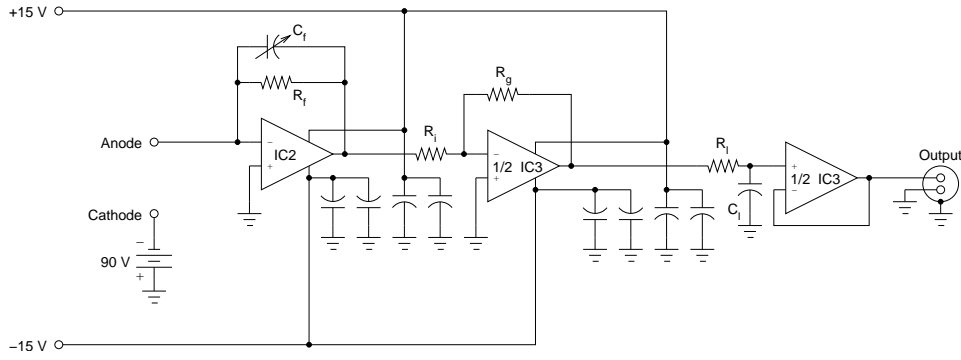 +15 V
C_f
R_f
Anode
−
+
IC2
R_i
R_g
−
+
1/2 IC3
R_l
C_l
+
−
1/2 IC3
Output
Cathode
−
90 V
+
−15 V